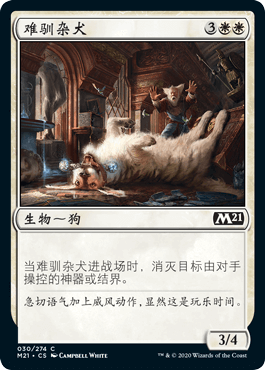 难驯杂犬 3
生物～狗 M21
当难驯杂犬进战场时，消灭目标由对手
操控的神器或结界。
急切语气加上威风动作，显然这是玩乐时间。
3/4
030/274 C
M21 • CS CAMPBELL WHITE ™ & © 2020 Wizards of the Coast